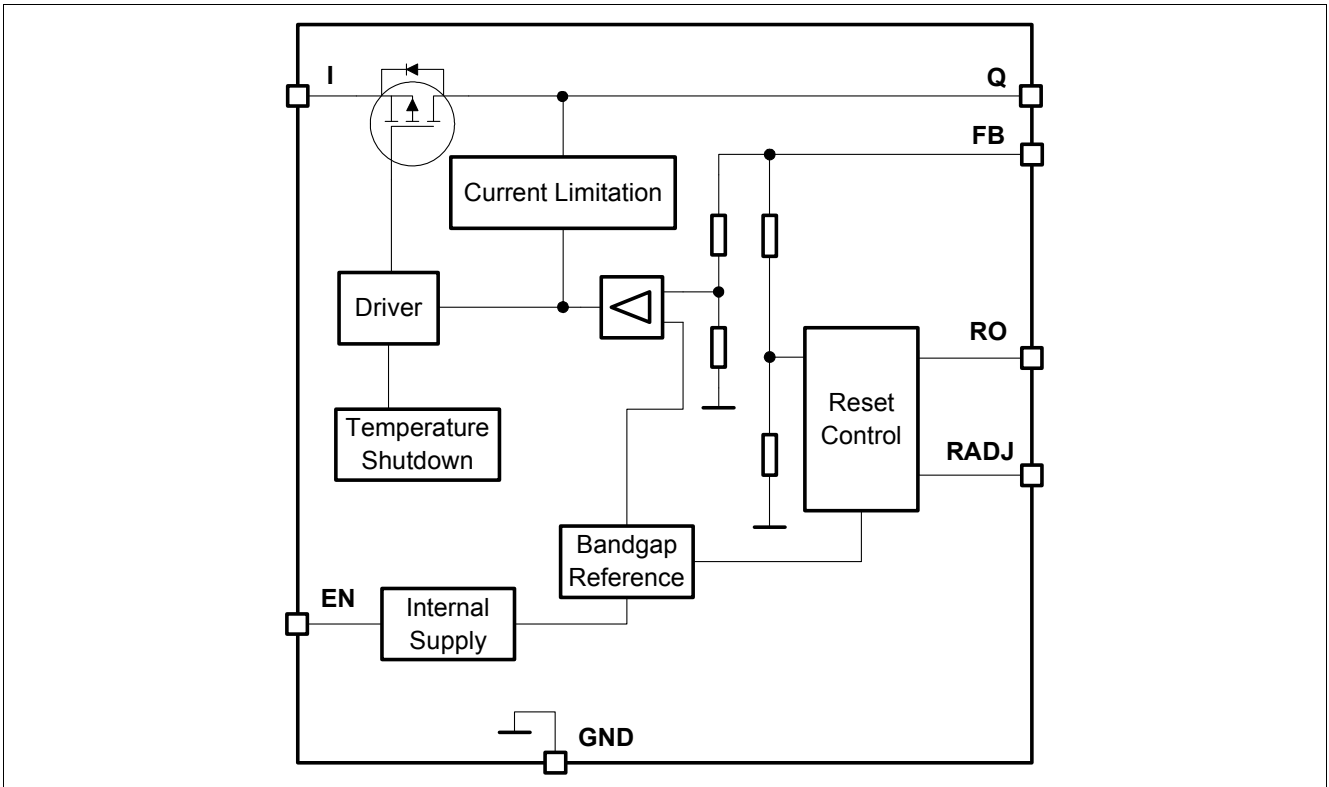 I
Q
FB
Current Limitation
Driver
RO
Reset
Control
Temperature
Shutdown
RADJ
Bandgap
Reference
EN
Internal
Supply
GND